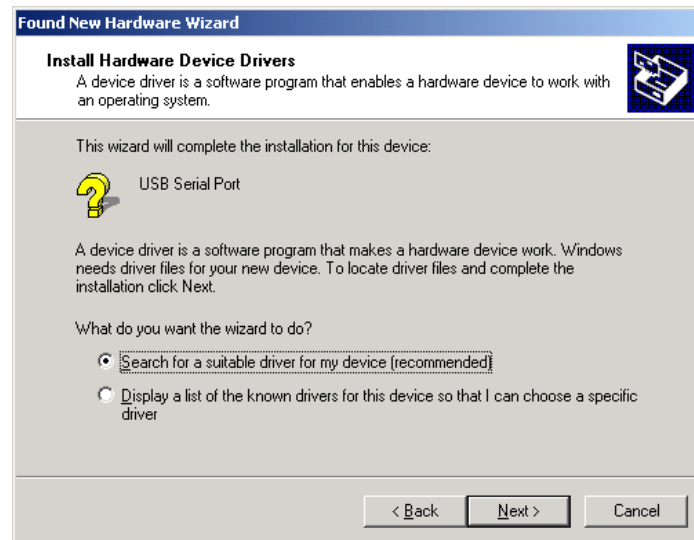 Found New Hardware Wizard
Install Hardware Device Drivers
A device driver is a software program that enables a hardware device to work with
an operating system.
This wizard will complete the installation for this device:
USB Serial Port
A device driver is a software program that makes a hardware device work. Windows
needs driver files for your new device. To locate driver files and complete the
installation click Next.
What do you want the wizard to do?
Search for a suitable driver for my device (recommended)
Display a list of the known drivers for this device so that I can choose a specific
driver
< Back
Next >
Cancel